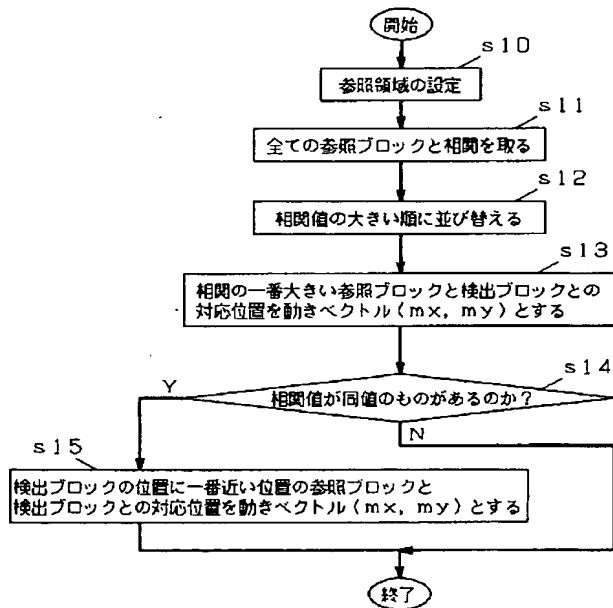 開始
s10
参照領域の設定
s11
全ての参照ブロックと相関を取る
s12
相関値の大きい順に並び替える
s13
相関の一番大きい参照ブロックと検出ブロックとの
対応位置を動きベクトル(mx,my)とする
s14
相関値が同値のものがあるのか?
Y
N
s15
検出ブロックの位置に一番近い位置の参照ブロックと
検出ブロックとの対応位置を動きベクトル(mx,my)とする
終了